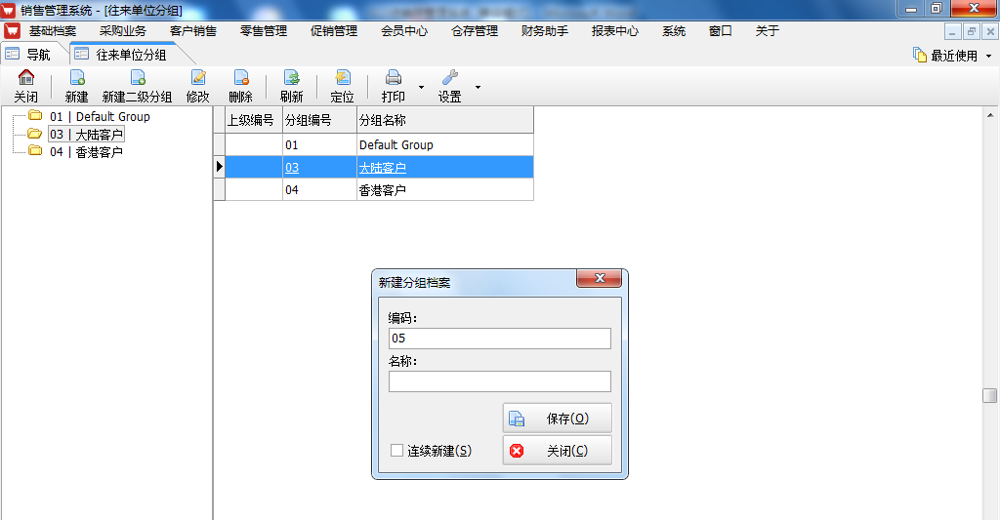 销售管理系统 - [往来单位分组]
基础档案 采购业务 客户销售 零售管理 促销管理 会员中心 仓存管理 财务助手 报表中心 系统 窗口 关于
导航 往来单位分组 最近使用
关闭 新建 新建二级分组 修改 删除 刷新 定位 打印 设置
01 | Default Group
03 | 大陆客户
04 | 香港客户
上级编号 分组编号 分组名称
01 Default Group
03 大陆客户
04 香港客户
新建分组档案
编码：
05
名称：
保存(O)
连续新建(S) 关闭(C)